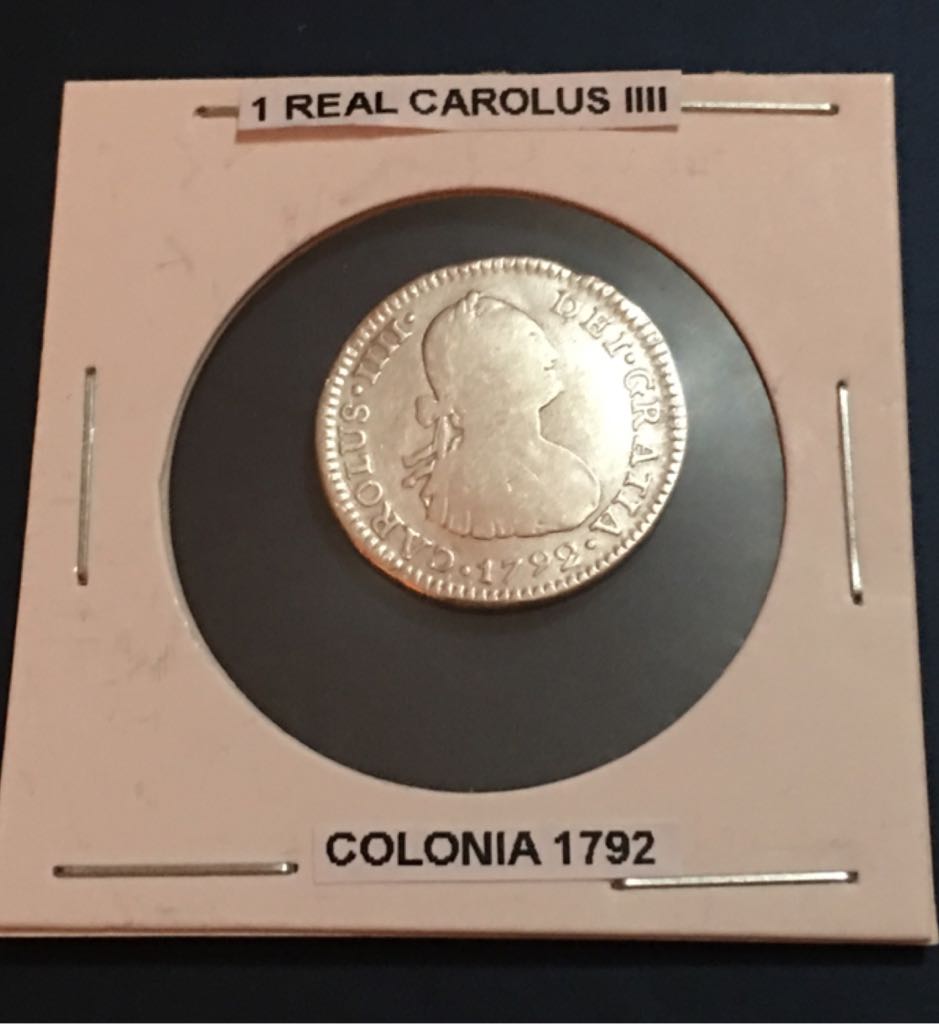 1 REAL CAROLUS IIII
CAROLUS·IIII· DEI·GRATIA·
·1792·
COLONIA 1792